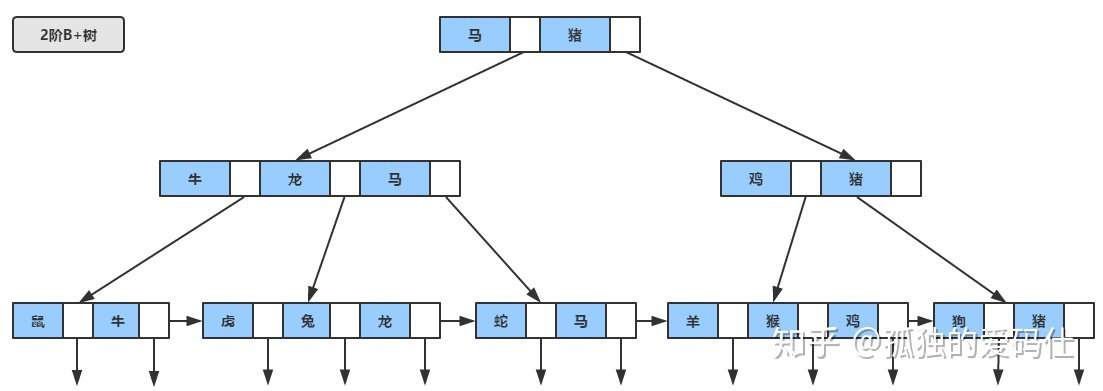 2阶B+树
马 猪
牛 龙 马
鸡 猪
鼠 牛
虎 兔 龙
蛇 马
羊 猴 鸡
狗 猪
知乎 @孤独的爱码仕